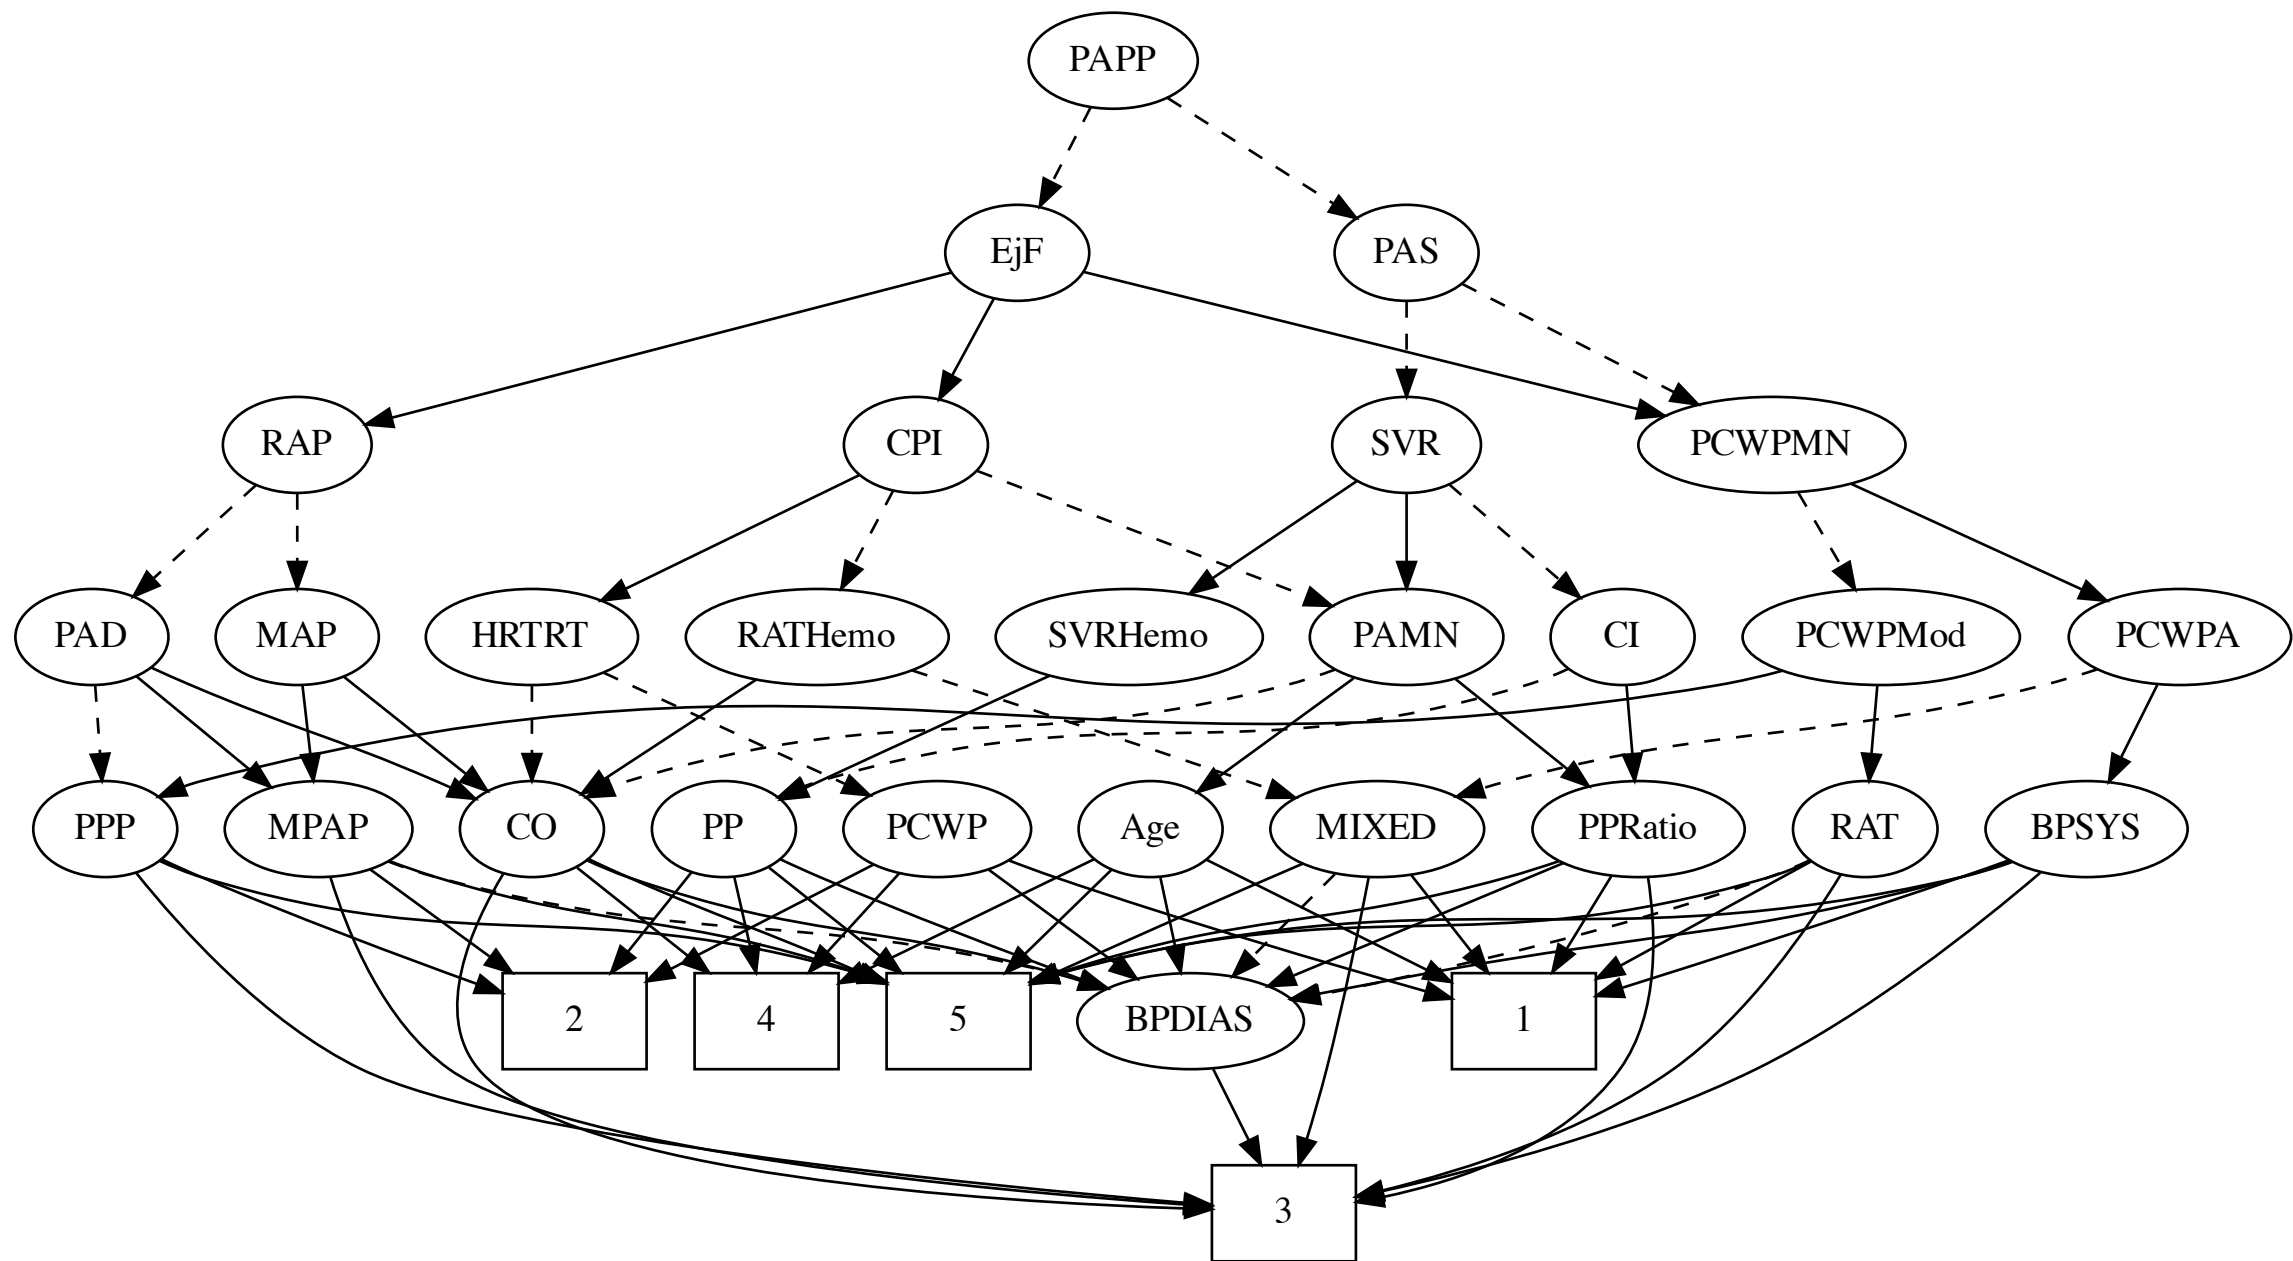 PAPP
EjF
PAS
RAP
CPI
SVR
PCWPMN
PAD
MAP
HRTRT
RATHemo
SVRHemo
PAMN
CI
PCWPMod
PCWPA
PPP
MPAP
CO
PP
PCWP
Age
MIXED
PPRatio
RAT
BPSYS
2
4
5
BPDIAS
1
3